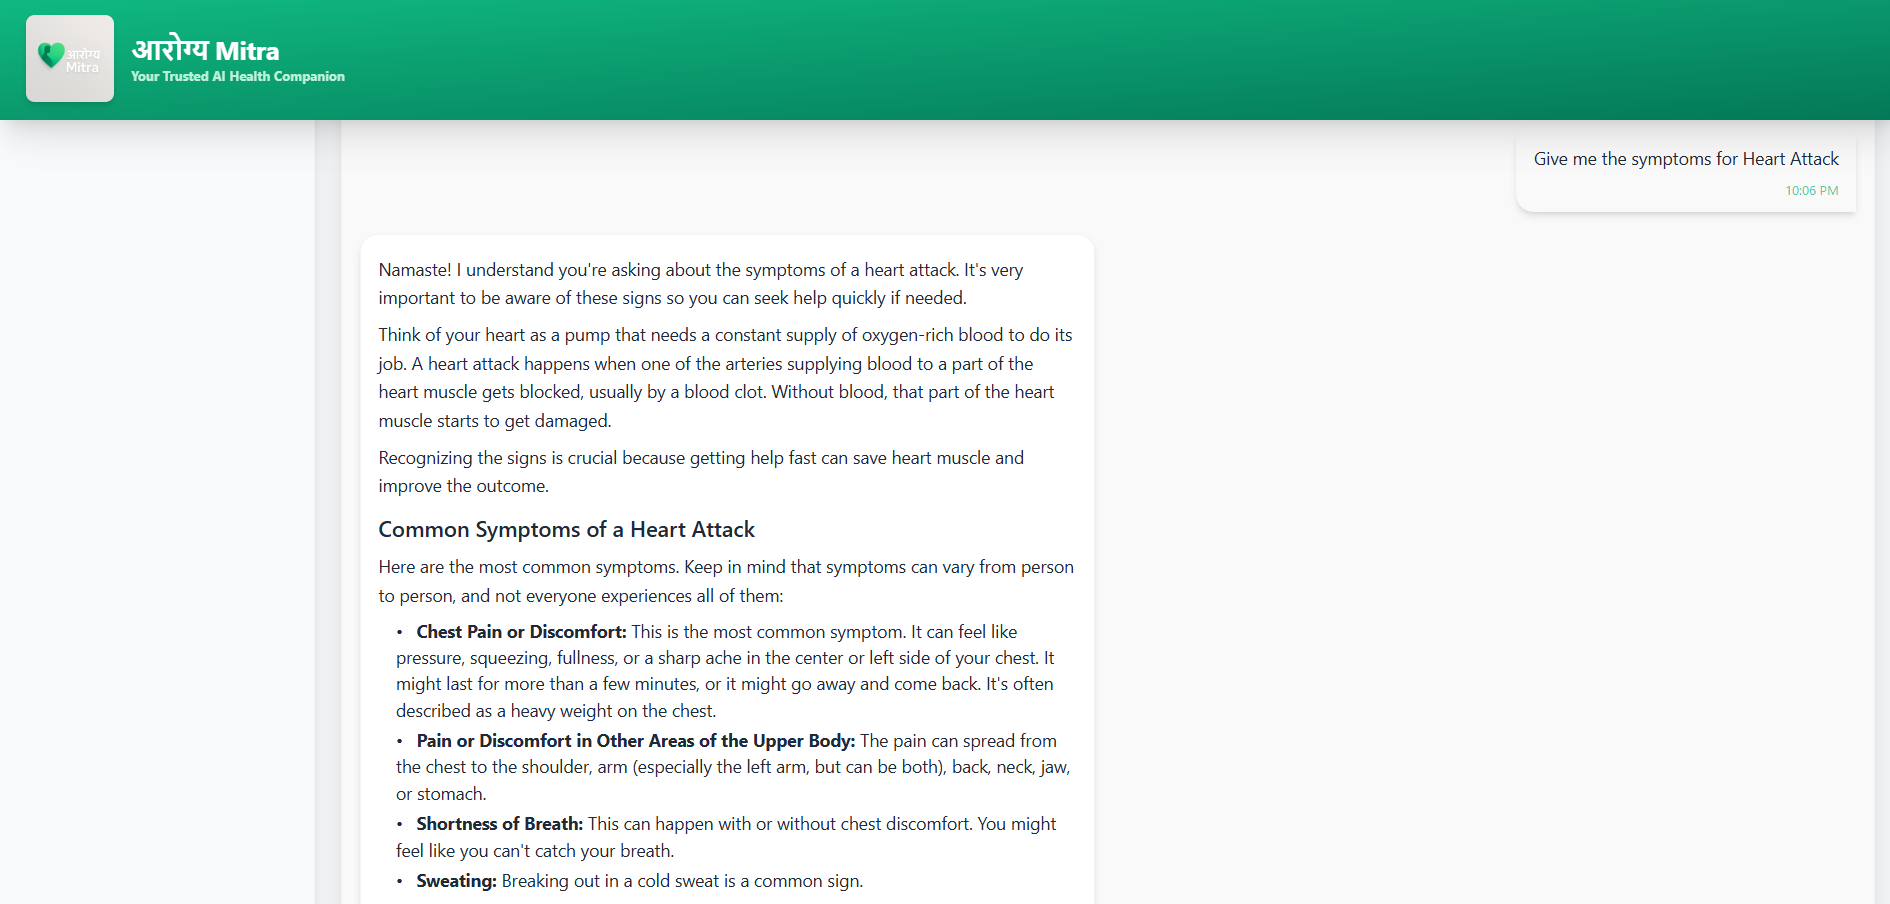 आरोग्य
Mitra
आरोग्य Mitra
Your Trusted AI Health Companion
Give me the symptoms for Heart Attack
10:06 PM
Namaste! I understand you're asking about the symptoms of a heart attack. It's very
important to be aware of these signs so you can seek help quickly if needed.
Think of your heart as a pump that needs a constant supply of oxygen-rich blood to do its
job. A heart attack happens when one of the arteries supplying blood to a part of the
heart muscle gets blocked, usually by a blood clot. Without blood, that part of the heart
muscle starts to get damaged.
Recognizing the signs is crucial because getting help fast can save heart muscle and
improve the outcome.
Common Symptoms of a Heart Attack
Here are the most common symptoms. Keep in mind that symptoms can vary from person
to person, and not everyone experiences all of them:
• Chest Pain or Discomfort: This is the most common symptom. It can feel like
pressure, squeezing, fullness, or a sharp ache in the center or left side of your chest. It
might last for more than a few minutes, or it might go away and come back. It's often
described as a heavy weight on the chest.
• Pain or Discomfort in Other Areas of the Upper Body: The pain can spread from
the chest to the shoulder, arm (especially the left arm, but can be both), back, neck, jaw,
or stomach.
• Shortness of Breath: This can happen with or without chest discomfort. You might
feel like you can't catch your breath.
• Sweating: Breaking out in a cold sweat is a common sign.